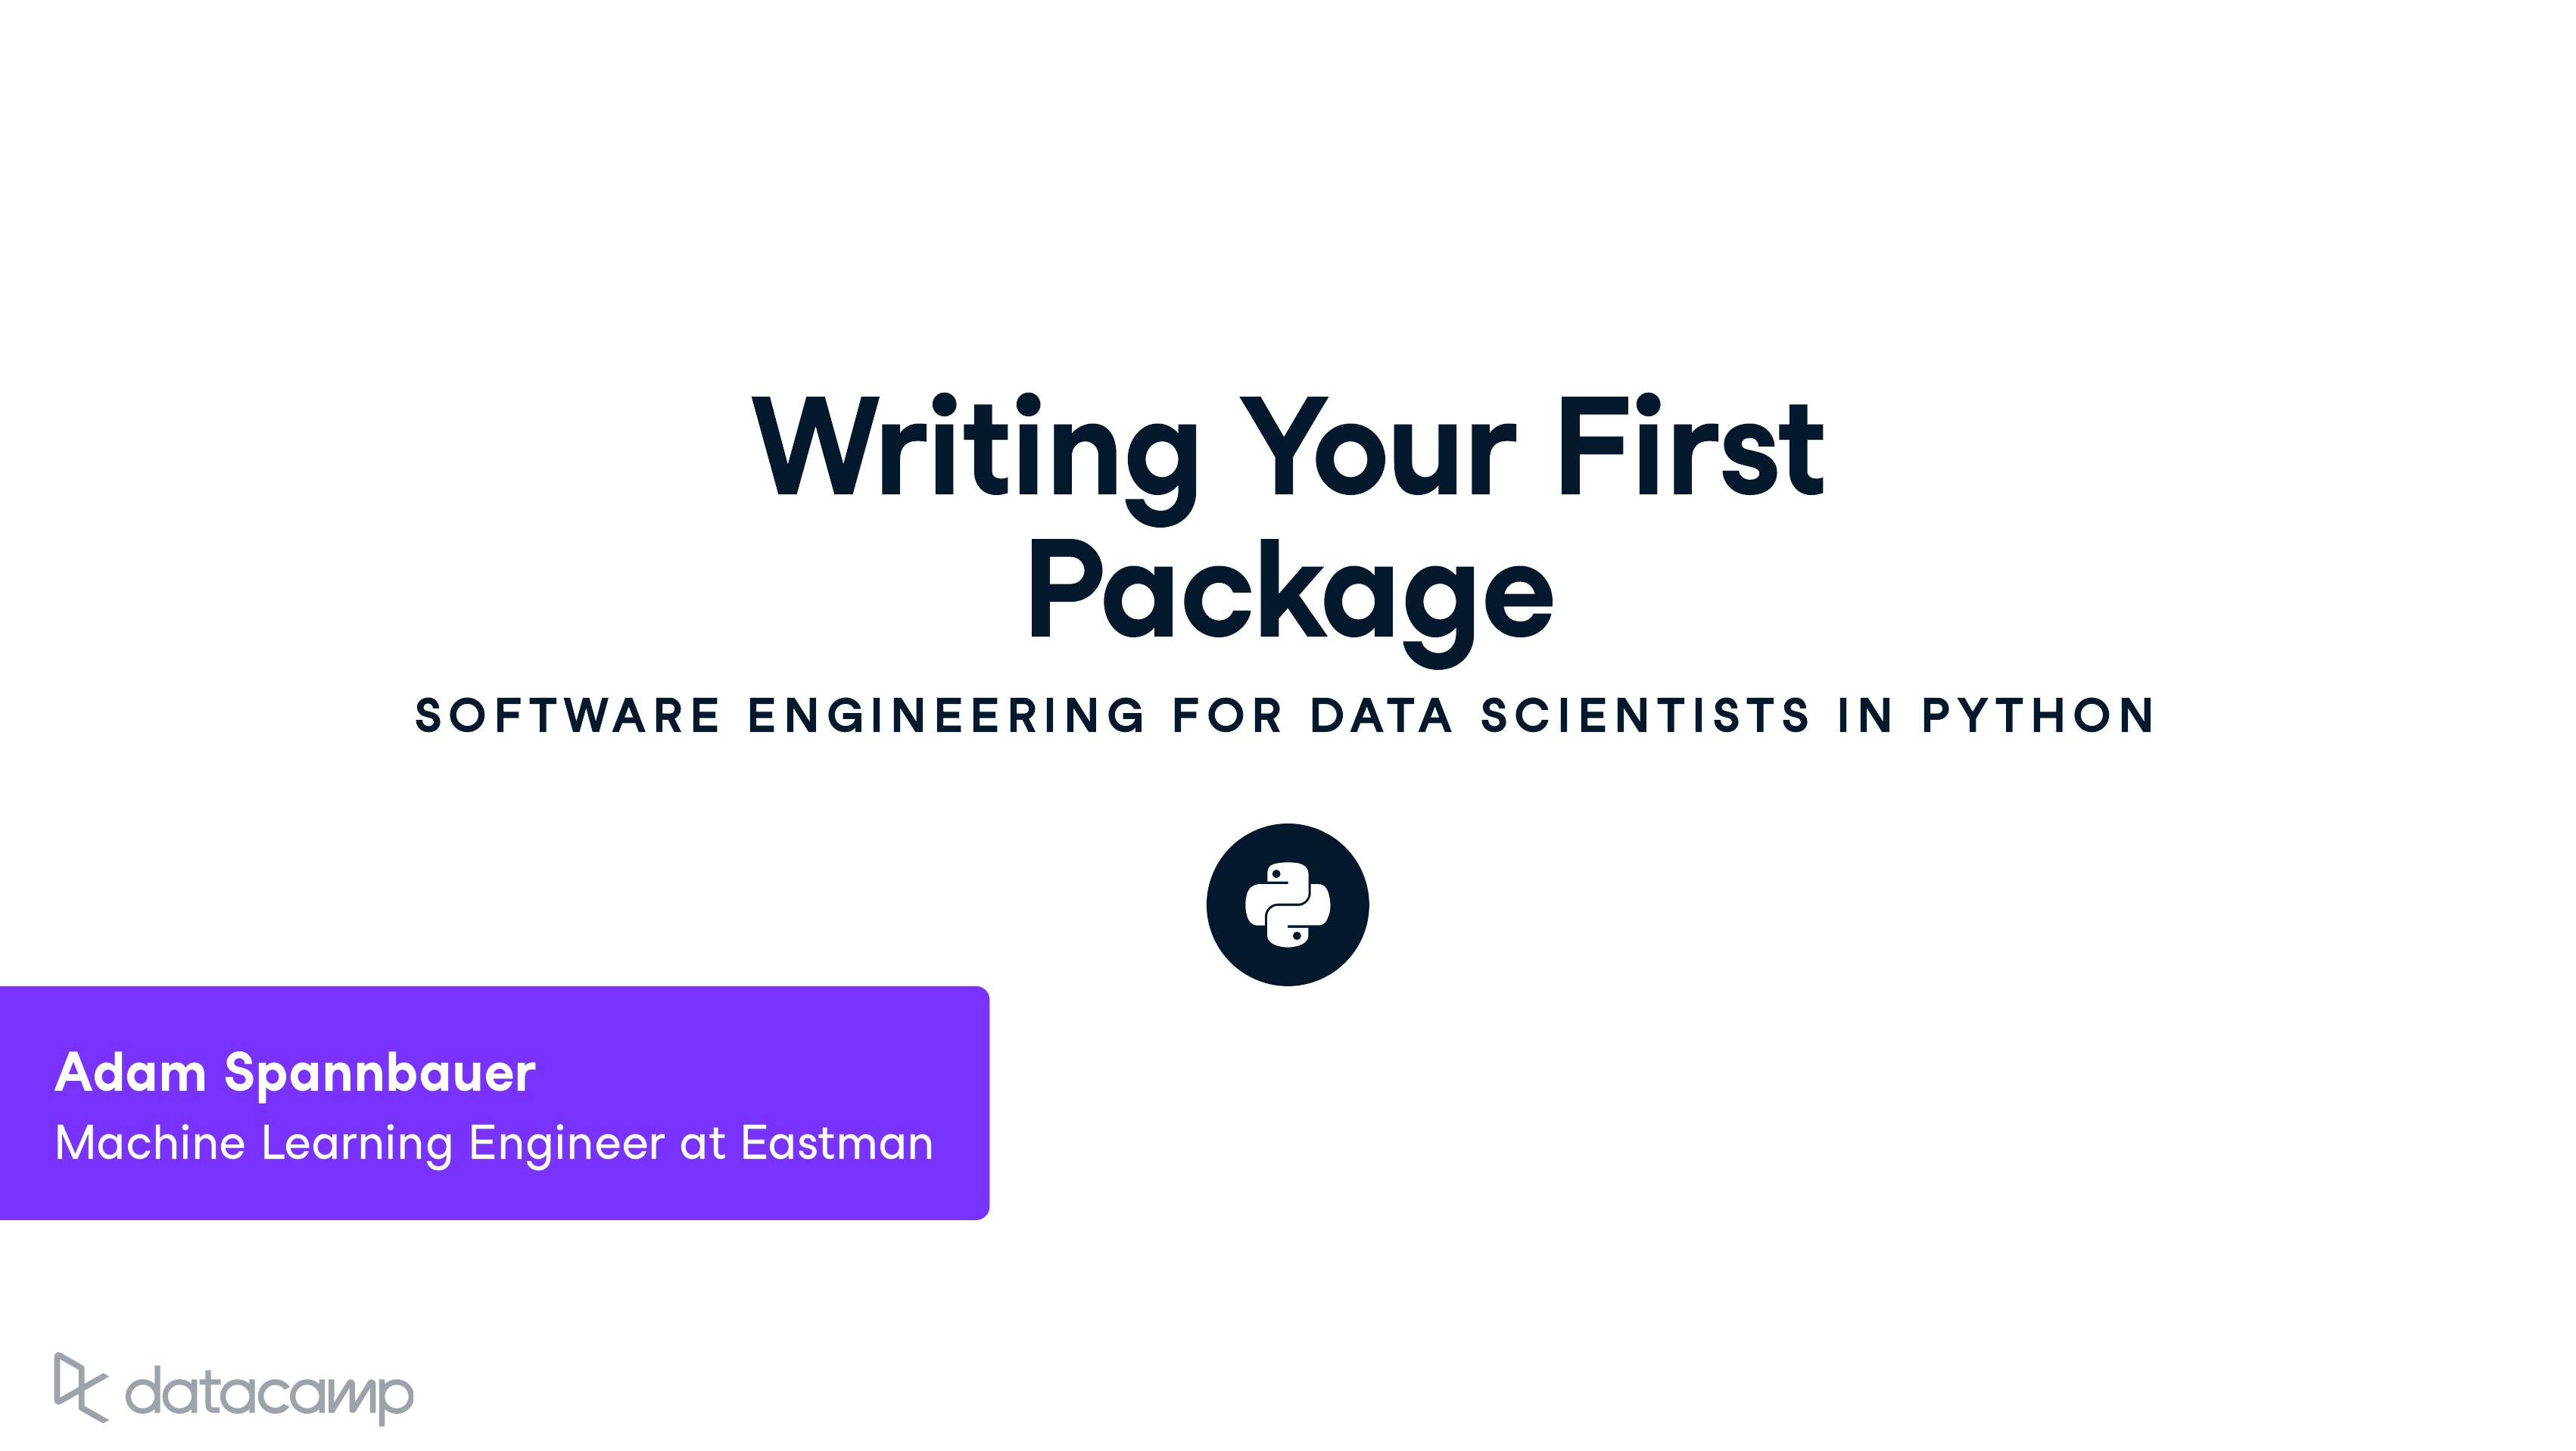 Writing Your First
Package
SOFTWARE ENGINEERING FOR DATA SCIENTISTS IN PYTHON
Adam Spannbauer
Machine Learning Engineer at Eastman
datacamp